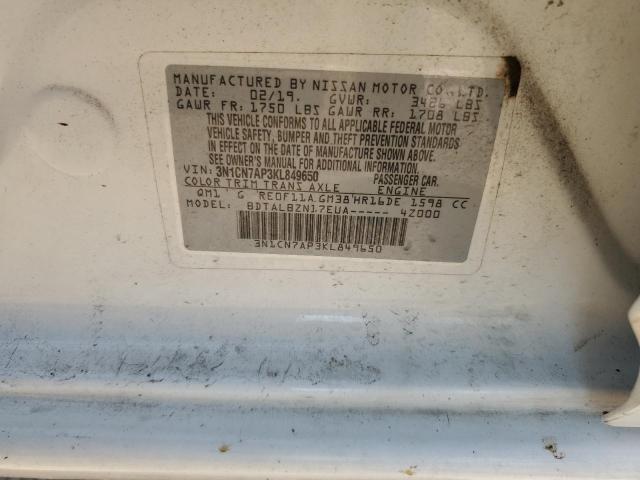 MANUFACTURED BY NISSAN MOTOR CO., LTD.
DATE: 02/19. GVWR: 3426 LBS
GAWR FR: 1750 LBS GAWR RR: 1708 LBS
THIS VEHICLE CONFORMS TO ALL APPLICABLE FEDERAL MOTOR
VEHICLE SAFETY, BUMPER AND THEFT PREVENTION STANDARDS
IN EFFECT ON THE DATE OF MANUFACTURE SHOWN ABOVE.
SEE OWNER'S MANUAL FOR ADDITIONAL INFORMATION.
VIN: 3N1CN7AP3KL849650 PASSENGER CAR.
COLOR TRIM TRANS AXLE ENGINE
QM1 G RE0F11A GM38 HR16DE 1598 CC
MODEL: BDTALBZN17EUA----- 4Z000
3N1CN7AP3KL849650